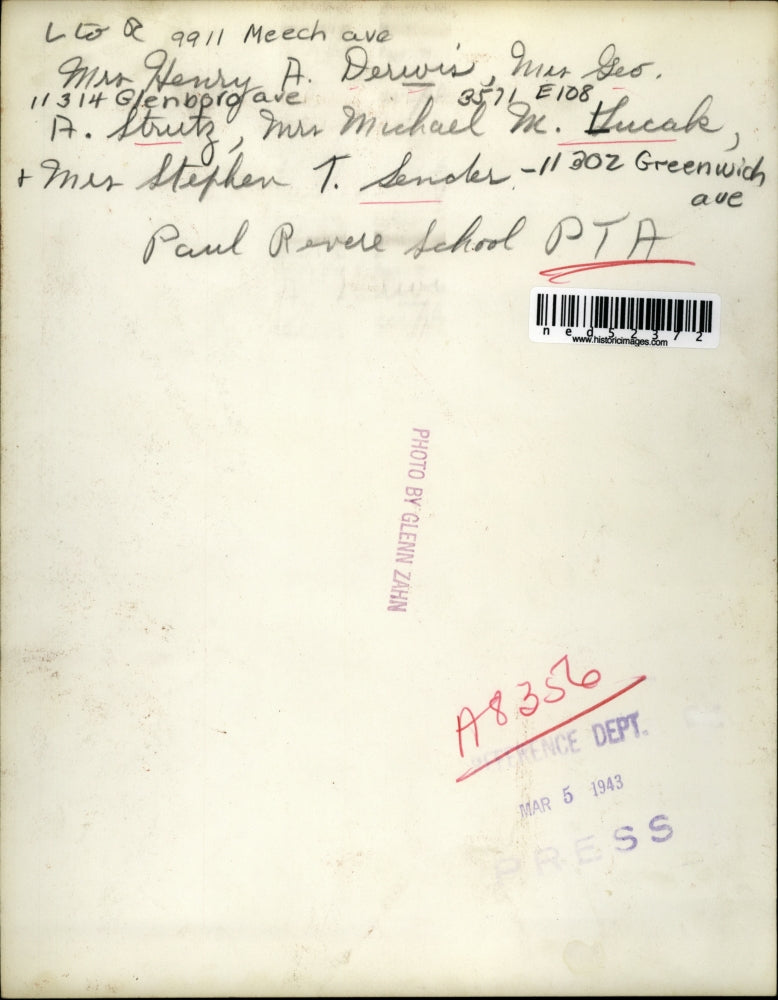 L to R 9911 Meech ave
Mrs Henry A. Derwis, Mrs Geo.
11314 Glenboro ave 3571 E108
A. Strutz, Mrs Michael M. Lucak,
+ Mrs Stephen T. Sender - 11302 Greenwich
ave
Paul Revere School PTA
ned52372
www.historicimages.com
PHOTO BY GLENN ZAHN
A8356
REFERENCE DEPT.
MAR 5 1943
PRESS